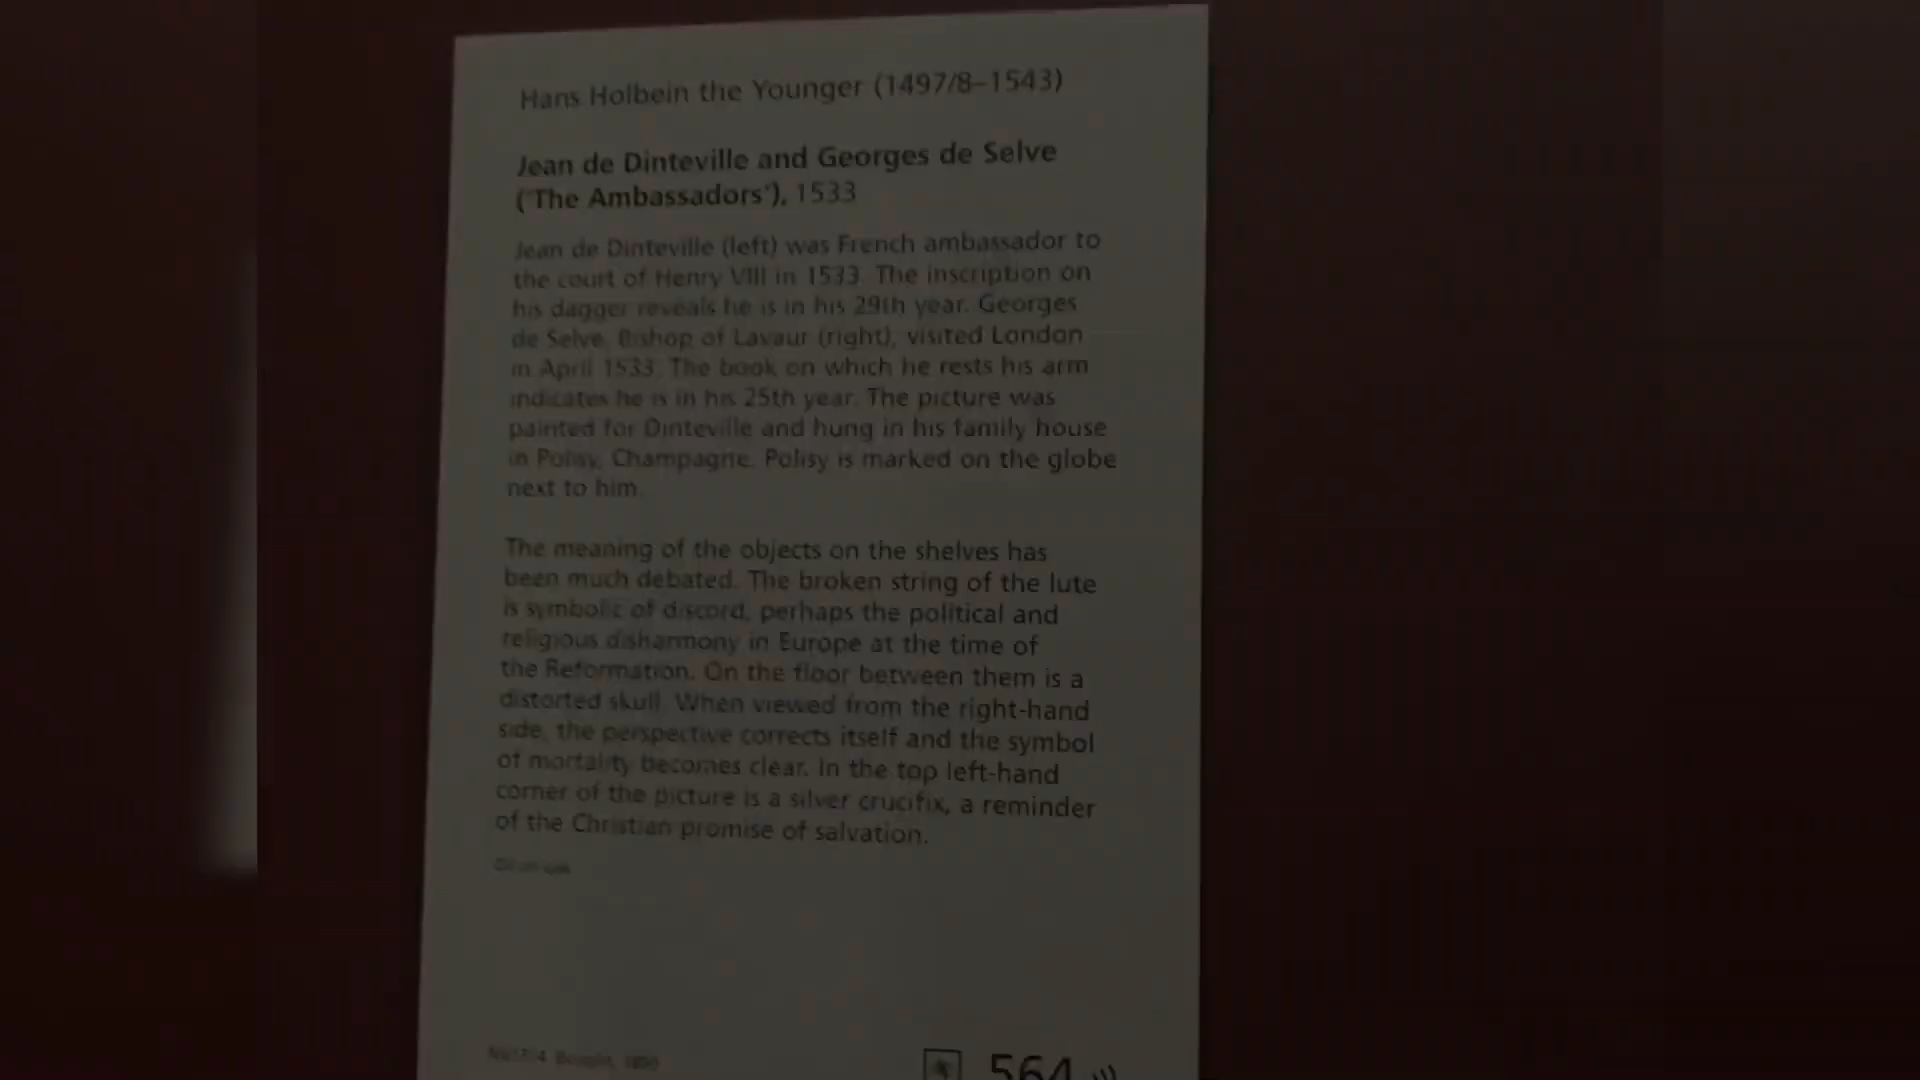 Hans Holbein the Younger (1497/8–1543)
Jean de Dinteville and Georges de Selve
('The Ambassadors'), 1533
Jean de Dinteville (left) was French ambassador to
the court of Henry VIII in 1533. The inscription on
his dagger reveals he is in his 29th year. Georges
de Selve, Bishop of Lavaur (right), visited London
in April 1533. The book on which he rests his arm
indicates he is in his 25th year. The picture was
painted for Dinteville and hung in his family house
in Polisy, Champagne. Polisy is marked on the globe
next to him.
The meaning of the objects on the shelves has
been much debated. The broken string of the lute
is symbolic of discord, perhaps the political and
religious disharmony in Europe at the time of
the Reformation. On the floor between them is a
distorted skull. When viewed from the right-hand
side, the perspective corrects itself and the symbol
of mortality becomes clear. In the top left-hand
corner of the picture is a silver crucifix, a reminder
of the Christian promise of salvation.
Oil on oak
Bought, 1890
564